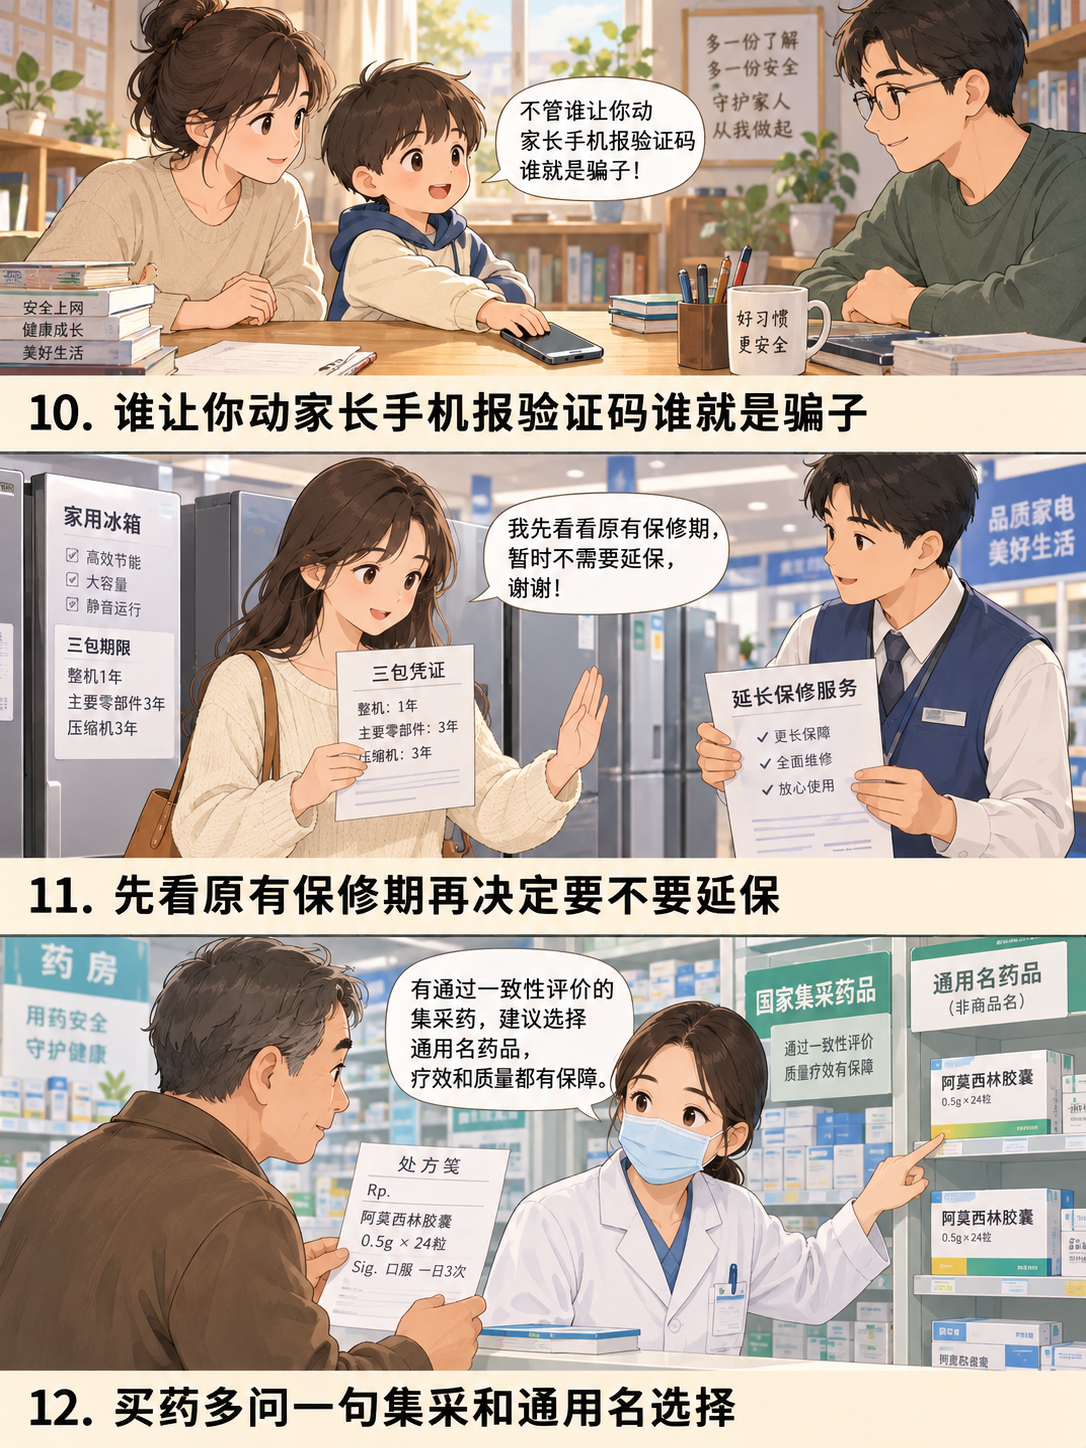 多一份了解
多一份安全
守护家人
从我做起
不管谁让你动
家长手机报验证码
谁就是骗子！
安全上网
健康成长
美好生活
好习惯
更安全
10. 谁让你动家长手机报验证码谁就是骗子
家用冰箱
高效节能
大容量
静音运行
三包期限
整机1年
主要零部件3年
压缩机3年
三包凭证
整机：1年
主要零部件：3年
压缩机：3年
我先看看原有保修期，
暂时不需要延保，
谢谢！
品质家电
美好生活
延长保修服务
✓ 更长保障
✓ 全面维修
✓ 放心使用
11. 先看原有保修期再决定要不要延保
药房
用药安全
守护健康
有通过一致性评价的
集采药，建议选择
通用名药品，
疗效和质量都有保障。
国家集采药品
通过一致性评价
质量疗效有保障
通用名药品
（非商品名）
阿莫西林胶囊
0.5g×24粒
阿莫西林胶囊
0.5g×24粒
处方笺
Rp.
阿莫西林胶囊
0.5g × 24粒
Sig. 口服 一日3次
12. 买药多问一句集采和通用名选择